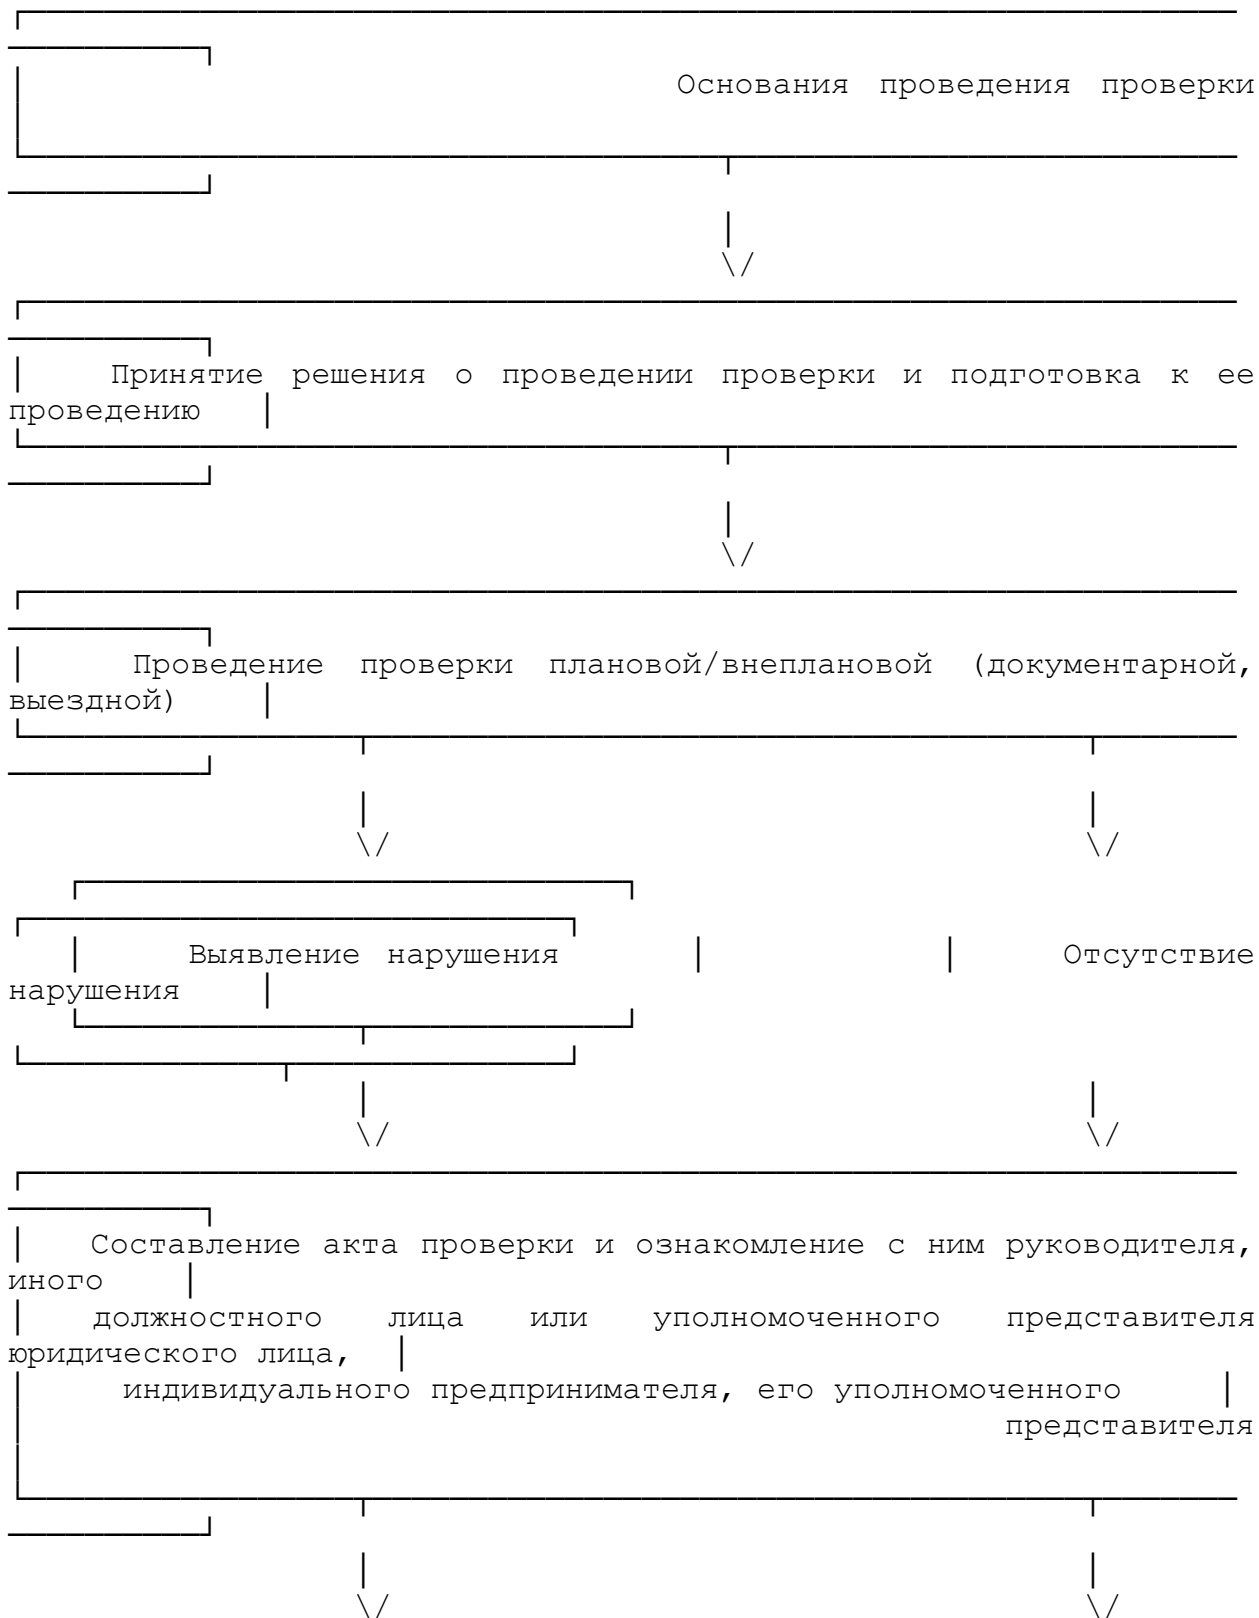 Основания проведения проверки
Принятие решения о проведении проверки и подготовка к ее
проведению
Проведение проверки плановой/внеплановой (документарной,
выездной)
Выявление нарушения Отсутствие
нарушения
Составление акта проверки и ознакомление с ним руководителя,
иного
должностного лица или уполномоченного представителя
юридического лица,
индивидуального предпринимателя, его уполномоченного
представителя